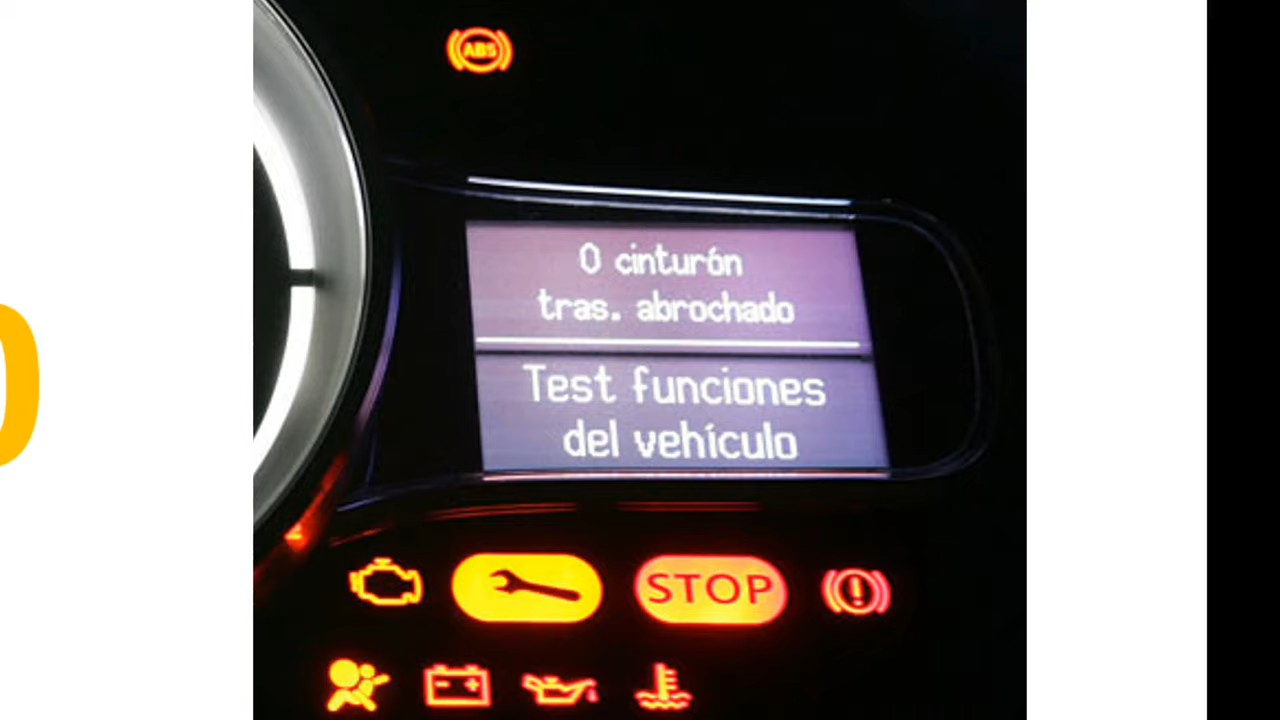 ABS
0 cinturón
tras. abrochado
Test funciones
del vehículo
STOP